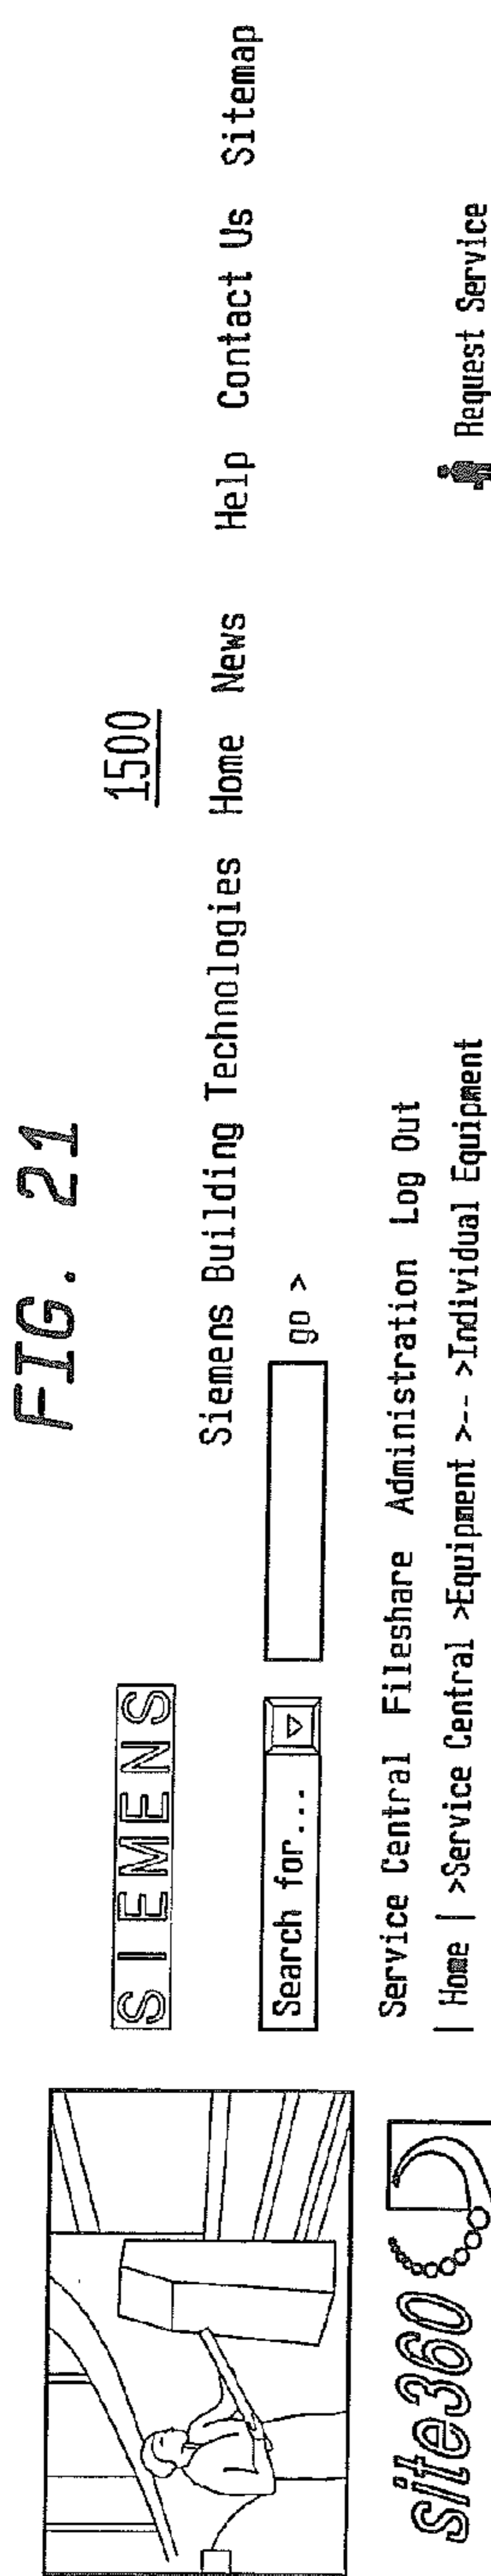 FIG. 21
1500
SIEMENS
Siemens Building Technologies Home News Help Contact Us Sitemap
Search for... go >
Service Central Fileshare Administration Log Out
| Home | >Service Central >Equipment >-- >Individual Equipment
site360
Request Service